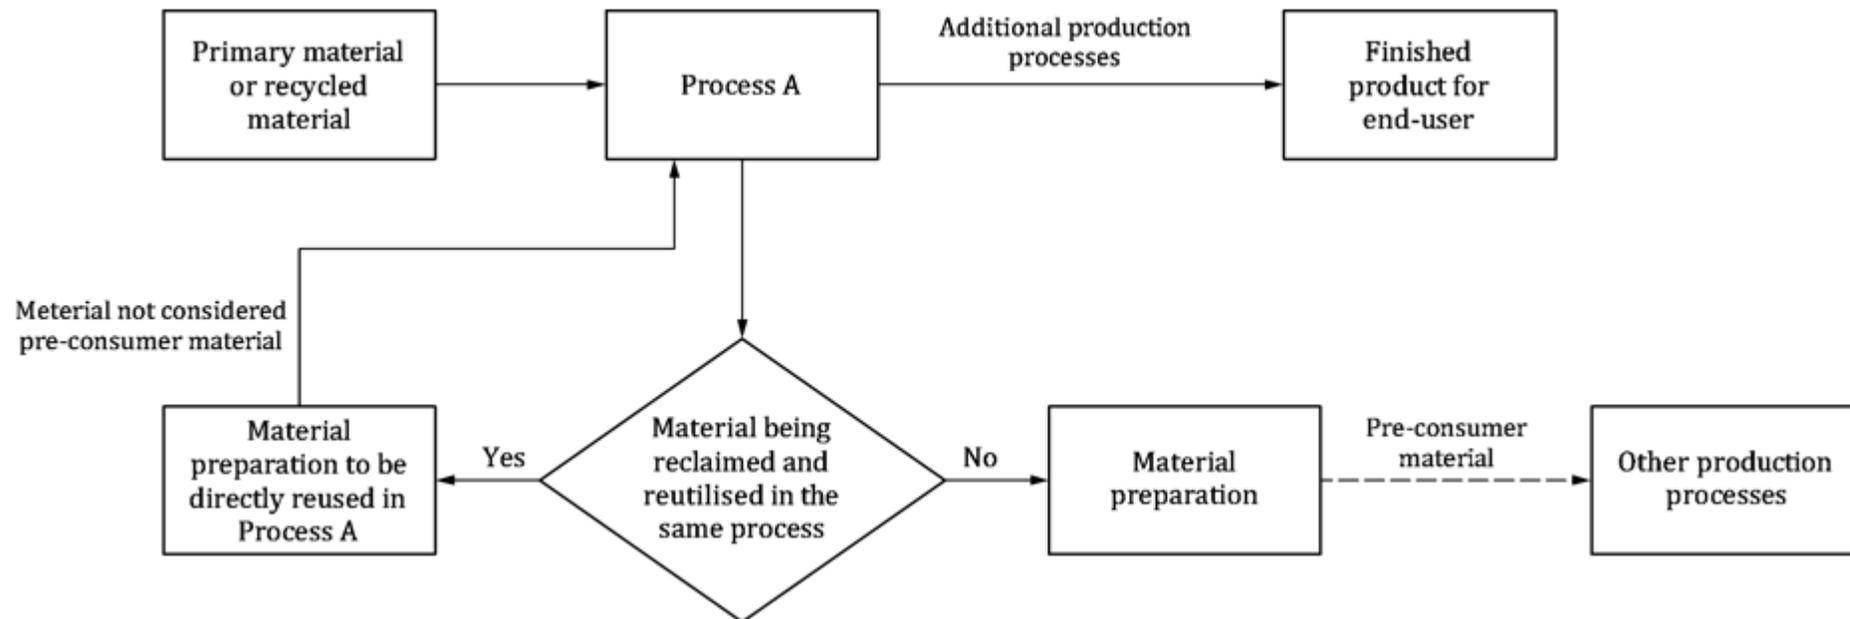 Primary material
or recycled
material
Process A
Additional production
processes
Finished
product for
end-user
Meterial not considered
pre-consumer material
Material
preparation to be
directly reused in
Process A
Yes
Material being
reclaimed and
reutilised in the
same process
No
Material
preparation
Pre-consumer
material
Other production
processes